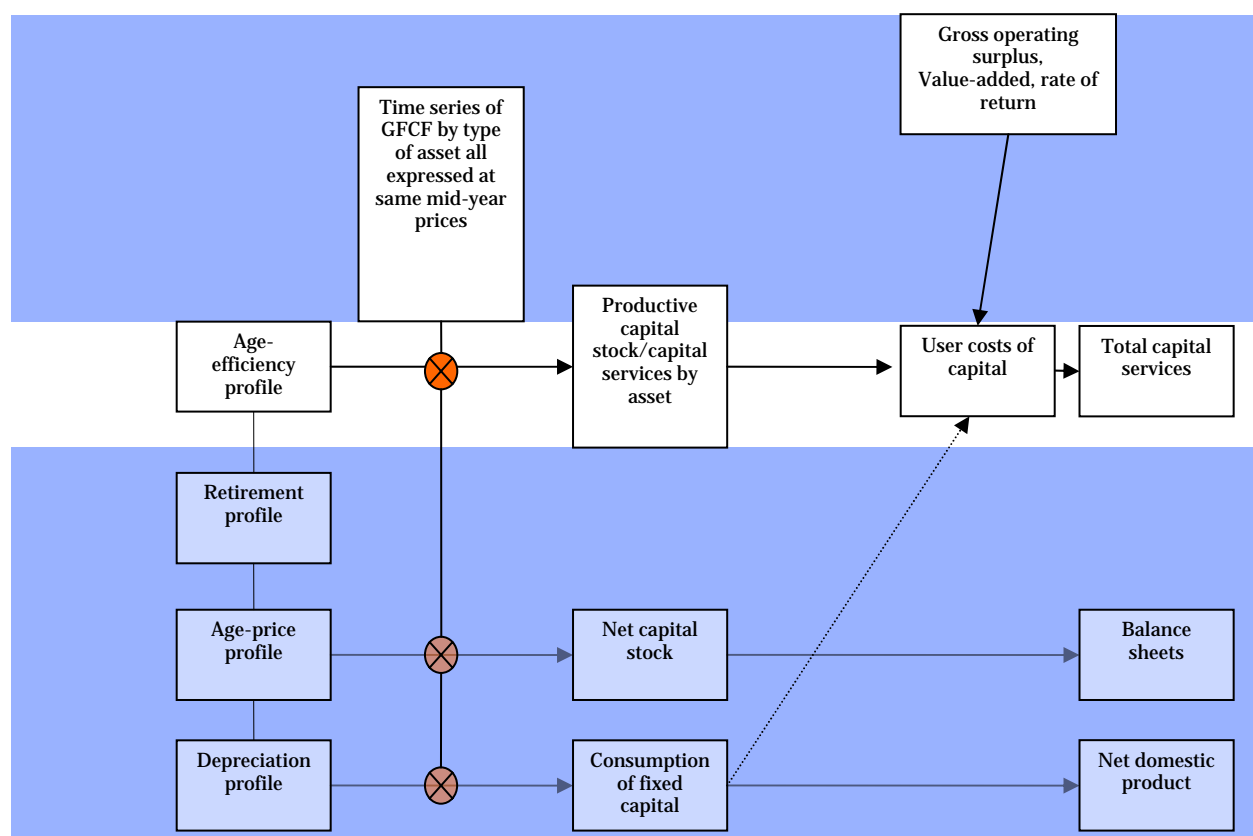 Gross operating
surplus,
Value-added, rate of
return
Time series of
GFCF by type
of asset all
expressed at
same mid-year
prices
Age-
efficiency
profile
Productive
capital
stock/capital
services by
asset
User costs of
capital
Total capital
services
Retirement
profile
Age-price
profile
Net capital
stock
Balance
sheets
Depreciation
profile
Consumption
of fixed
capital
Net domestic
product